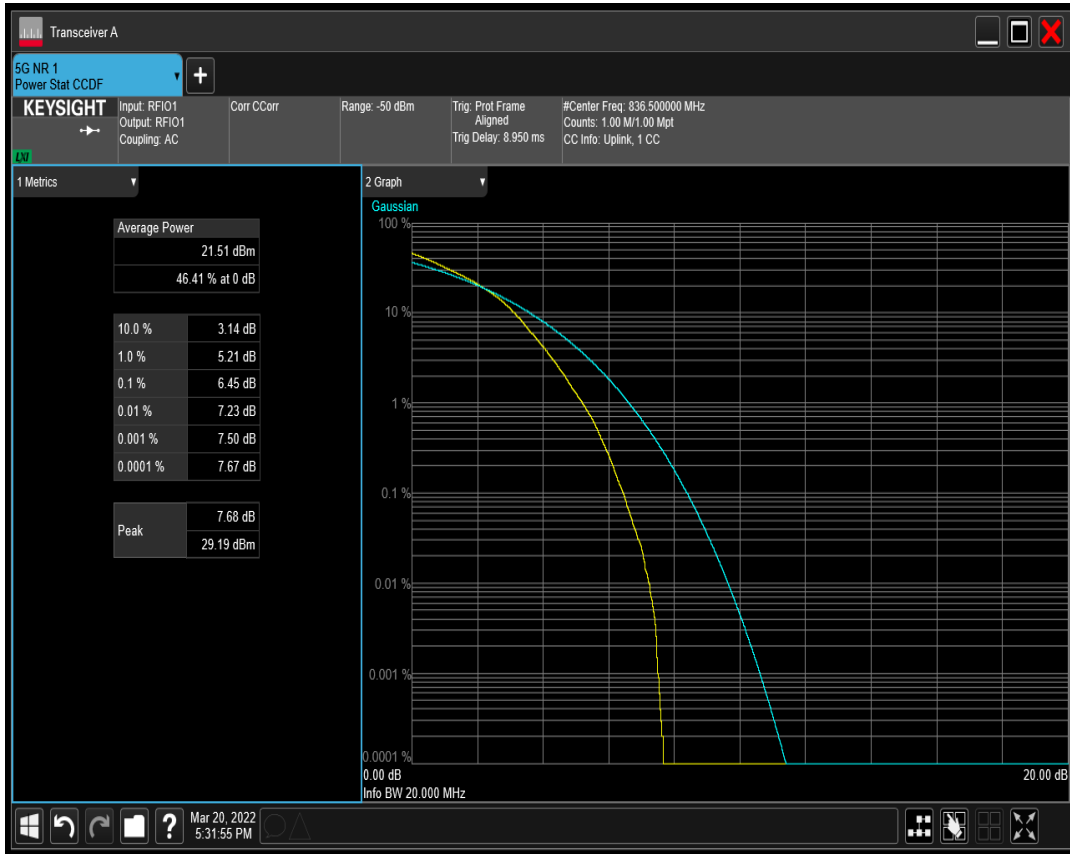 Transceiver A
5G NR 1
Power Stat CCDF
+
KEYSIGHT
LXI
Input: RFIO1
Output: RFIO1
Coupling: AC
Corr CCorr
Range: -50 dBm
Trig: Prot Frame
Aligned
Trig Delay: 8.950 ms
#Center Freq: 836.500000 MHz
Counts: 1.00 M/1.00 Mpt
CC Info: Uplink, 1 CC
1 Metrics
Average Power
21.51 dBm
46.41 % at 0 dB
10.0 % 3.14 dB
1.0 % 5.21 dB
0.1 % 6.45 dB
0.01 % 7.23 dB
0.001 % 7.50 dB
0.0001 % 7.67 dB
Peak
7.68 dB
29.19 dBm
2 Graph
Gaussian
100 %
10 %
1 %
0.1 %
0.01 %
0.001 %
0.0001 %
0.00 dB 20.00 dB
Info BW 20.000 MHz
?
Mar 20, 2022
5:31:55 PM